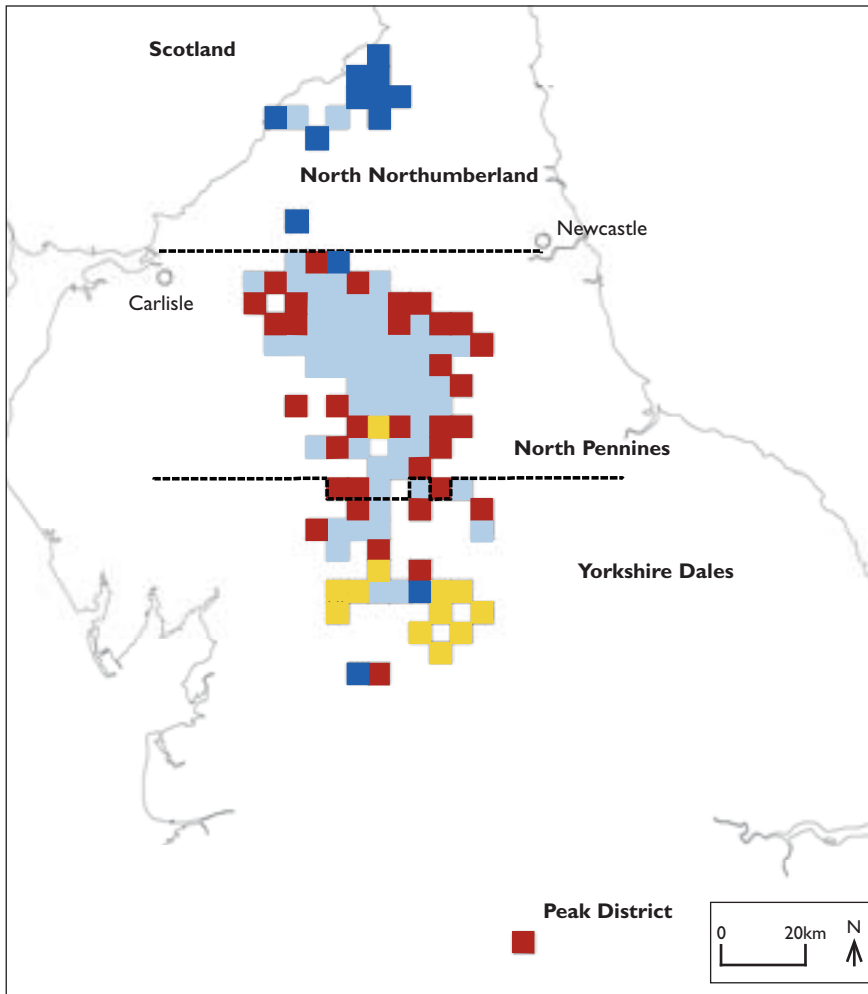 Scotland
North Northumberland
Newcastle
Carlisle
North Pennines
Yorkshire Dales
Peak District
0 20km N